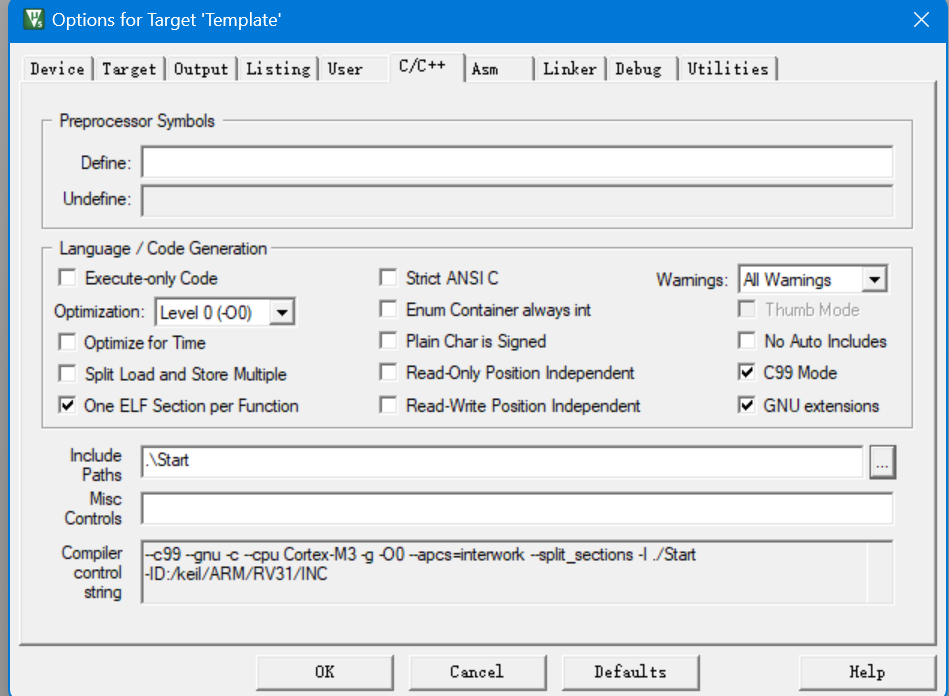 Options for Target 'Template'
Device Target Output Listing User C/C++ Asm Linker Debug Utilities
Preprocessor Symbols
Define:
Undefine:
Language / Code Generation
Execute-only Code
Strict ANSI C
Warnings: All Warnings
Optimization: Level 0 (-O0)
Enum Container always int
Thumb Mode
Optimize for Time
Plain Char is Signed
No Auto Includes
Split Load and Store Multiple
Read-Only Position Independent
C99 Mode
One ELF Section per Function
Read-Write Position Independent
GNU extensions
Include
Paths
.\Start
...
Misc
Controls
Compiler
control
string
--c99 --gnu -c --cpu Cortex-M3 -g -O0 --apcs=interwork --split_sections -I ./Start
-ID:/keil/ARM/RV31/INC
OK Cancel Defaults Help